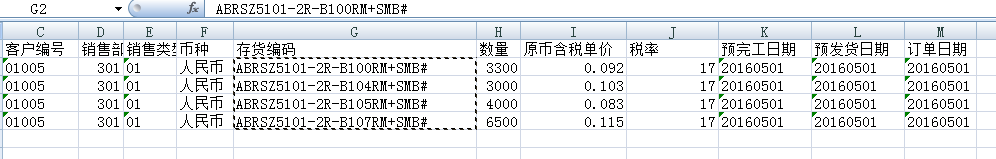 G2 fx ABRSZ5101-2R-B100RM+SMB#
C D E F G H I J K L M
客户编号 销售部 销售类型 币种 存货编码 数量 原币含税单价 税率 预完工日期 预发货日期 订单日期
01005 301 01 人民币 ABRSZ5101-2R-B100RM+SMB# 3300 0.092 17 20160501 20160501 20160501
01005 301 01 人民币 ABRSZ5101-2R-B104RM+SMB# 3000 0.103 17 20160501 20160501 20160501
01005 301 01 人民币 ABRSZ5101-2R-B105RM+SMB# 4000 0.083 17 20160501 20160501 20160501
01005 301 01 人民币 ABRSZ5101-2R-B107RM+SMB# 6500 0.115 17 20160501 20160501 20160501